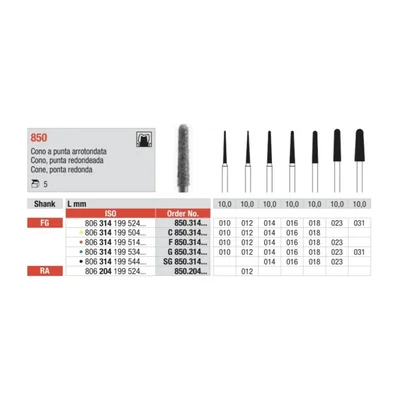 850
Cono a punta arrotondata
Cono, punta redondeada
Cone, ponta redonda
5
Shank L mm 10,0 10,0 10,0 10,0 10,0 10,0 10,0
ISO Order No.
FG 806 314 199 524... 850.314... 010 012 014 016 018 023 031
806 314 199 504... C 850.314... 010 012 014 016 018
806 314 199 514... F 850.314... 010 012 014 016 018 023
806 314 199 534... G 850.314... 010 012 014 016 018 023 031
806 314 199 544... SG 850.314... 014 016 018 023
RA 806 204 199 524... 850.204... 012